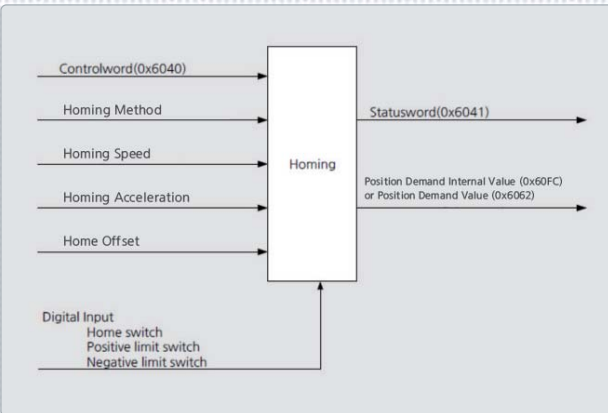 Controlword(0x6040)
Homing Method
Homing Speed
Homing Acceleration
Home Offset
Homing
Statusword(0x6041)
Position Demand Internal Value (0x60FC)
or Position Demand Value (0x6062)
Digital Input
Home switch
Positive limit switch
Negative limit switch